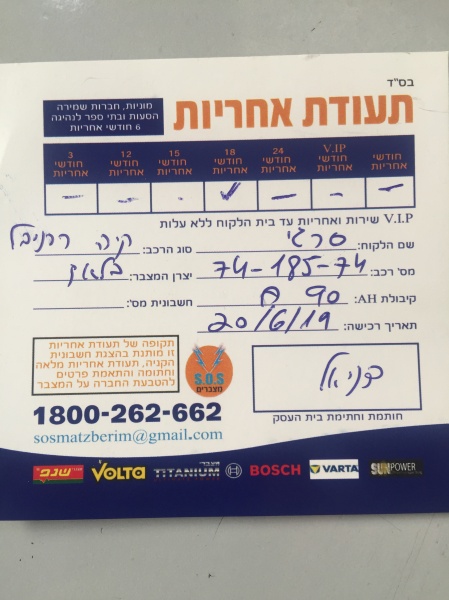 בס"ד
תעודת אחריות
מוניות, חברות שמירה
הסעות ובתי ספר לנהיגה
6 חודשי אחריות
חודשי אחריות
V.I.P חודשי אחריות
24 חודשי אחריות
18 חודשי אחריות
15 חודשי אחריות
12 חודשי אחריות
3 חודשי אחריות
V.I.P שירות ואחריות עד בית הלקוח ללא עלות
שם הלקוח: סרגי סוג הרכב: קיה קרניבל
מס' רכב: 74-185-74 יצרן המצבר:
קיבולת AH: 90 חשבונית מס':
תאריך רכישה: 20/6/19
דניאל
חותמת וחתימת בית העסק
תקופה של תעודת אחריות
זו מותנת בהצגת חשבונית
הקניה, תעודת אחריות מלאה
וחתומה והתאמת פרטים
להטבעת החברה על המצבר
S.O.S
מצברים
1800-262-662
sosmatzberim@gmail.com
שנפ VOLTA מצברי TITANIUM BOSCH VARTA SUNPOWER